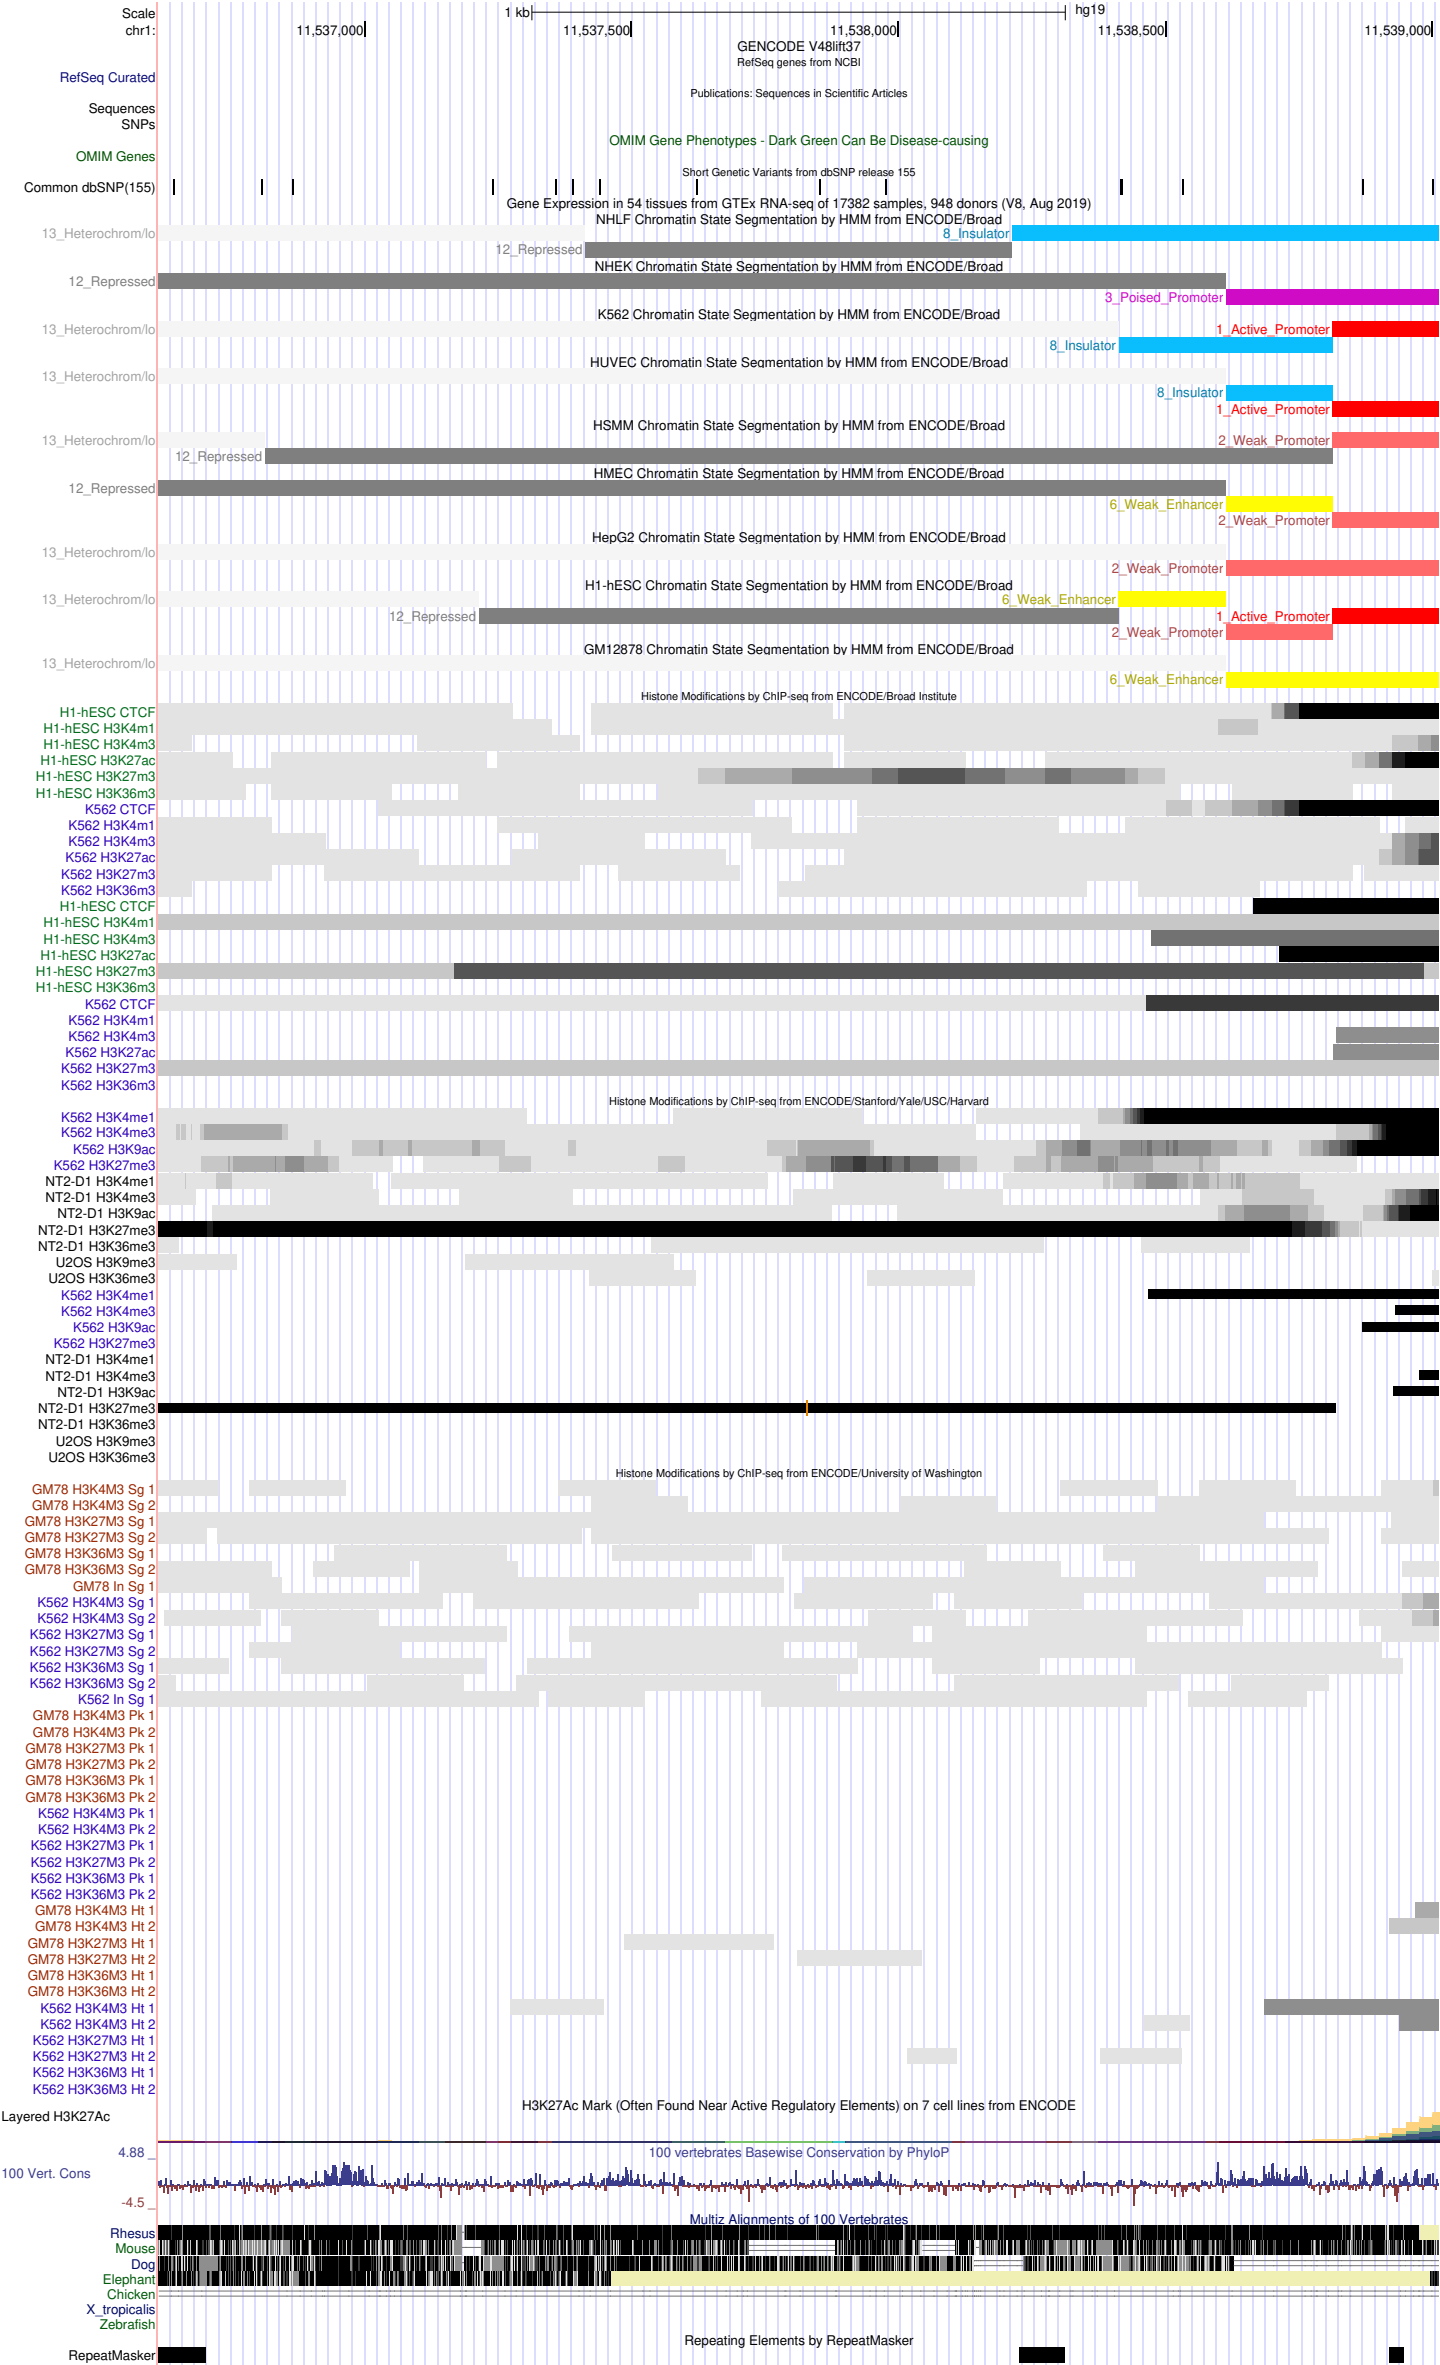 Scale 1 kb hg19
chr1: 11,537,000 11,537,500 11,538,000 11,538,500 11,539,000
GENCODE V48lift37
RefSeq genes from NCBI
RefSeq Curated
Publications: Sequences in Scientific Articles
Sequences
SNPs
OMIM Gene Phenotypes - Dark Green Can Be Disease-causing
OMIM Genes
Short Genetic Variants from dbSNP release 155
Common dbSNP(155)
Gene Expression in 54 tissues from GTEx RNA-seq of 17382 samples, 948 donors (V8, Aug 2019)
NHLF Chromatin State Segmentation by HMM from ENCODE/Broad
13_Heterochrom/lo 8_Insulator
12_Repressed
NHEK Chromatin State Segmentation by HMM from ENCODE/Broad
12_Repressed
3_Poised_Promoter
K562 Chromatin State Segmentation by HMM from ENCODE/Broad
13_Heterochrom/lo 1_Active_Promoter
8_Insulator
HUVEC Chromatin State Segmentation by HMM from ENCODE/Broad
13_Heterochrom/lo
8_Insulator
1_Active_Promoter
HSMM Chromatin State Segmentation by HMM from ENCODE/Broad
13_Heterochrom/lo 2_Weak_Promoter
12_Repressed
HMEC Chromatin State Segmentation by HMM from ENCODE/Broad
12_Repressed
6_Weak_Enhancer
2_Weak_Promoter
HepG2 Chromatin State Segmentation by HMM from ENCODE/Broad
13_Heterochrom/lo
2_Weak_Promoter
H1-hESC Chromatin State Segmentation by HMM from ENCODE/Broad
13_Heterochrom/lo 6_Weak_Enhancer
12_Repressed 1_Active_Promoter
2_Weak_Promoter
GM12878 Chromatin State Segmentation by HMM from ENCODE/Broad
13_Heterochrom/lo
6_Weak_Enhancer
Histone Modifications by ChIP-seq from ENCODE/Broad Institute
H1-hESC CTCF
H1-hESC H3K4m1
H1-hESC H3K4m3
H1-hESC H3K27ac
H1-hESC H3K27m3
H1-hESC H3K36m3
K562 CTCF
K562 H3K4m1
K562 H3K4m3
K562 H3K27ac
K562 H3K27m3
K562 H3K36m3
H1-hESC CTCF
H1-hESC H3K4m1
H1-hESC H3K4m3
H1-hESC H3K27ac
H1-hESC H3K27m3
H1-hESC H3K36m3
K562 CTCF
K562 H3K4m1
K562 H3K4m3
K562 H3K27ac
K562 H3K27m3
K562 H3K36m3
Histone Modifications by ChIP-seq from ENCODE/Stanford/Yale/USC/Harvard
K562 H3K4me1
K562 H3K4me3
K562 H3K9ac
K562 H3K27me3
NT2-D1 H3K4me1
NT2-D1 H3K4me3
NT2-D1 H3K9ac
NT2-D1 H3K27me3
NT2-D1 H3K36me3
U2OS H3K9me3
U2OS H3K36me3
K562 H3K4me1
K562 H3K4me3
K562 H3K9ac
K562 H3K27me3
NT2-D1 H3K4me1
NT2-D1 H3K4me3
NT2-D1 H3K9ac
NT2-D1 H3K27me3
NT2-D1 H3K36me3
U2OS H3K9me3
U2OS H3K36me3
Histone Modifications by ChIP-seq from ENCODE/University of Washington
GM78 H3K4M3 Sg 1
GM78 H3K4M3 Sg 2
GM78 H3K27M3 Sg 1
GM78 H3K27M3 Sg 2
GM78 H3K36M3 Sg 1
GM78 H3K36M3 Sg 2
GM78 In Sg 1
K562 H3K4M3 Sg 1
K562 H3K4M3 Sg 2
K562 H3K27M3 Sg 1
K562 H3K27M3 Sg 2
K562 H3K36M3 Sg 1
K562 H3K36M3 Sg 2
K562 In Sg 1
GM78 H3K4M3 Pk 1
GM78 H3K4M3 Pk 2
GM78 H3K27M3 Pk 1
GM78 H3K27M3 Pk 2
GM78 H3K36M3 Pk 1
GM78 H3K36M3 Pk 2
K562 H3K4M3 Pk 1
K562 H3K4M3 Pk 2
K562 H3K27M3 Pk 1
K562 H3K27M3 Pk 2
K562 H3K36M3 Pk 1
K562 H3K36M3 Pk 2
GM78 H3K4M3 Ht 1
GM78 H3K4M3 Ht 2
GM78 H3K27M3 Ht 1
GM78 H3K27M3 Ht 2
GM78 H3K36M3 Ht 1
GM78 H3K36M3 Ht 2
K562 H3K4M3 Ht 1
K562 H3K4M3 Ht 2
K562 H3K27M3 Ht 1
K562 H3K27M3 Ht 2
K562 H3K36M3 Ht 1
K562 H3K36M3 Ht 2
H3K27Ac Mark (Often Found Near Active Regulatory Elements) on 7 cell lines from ENCODE
Layered H3K27Ac
100 vertebrates Basewise Conservation by PhyloP
4.88 _
100 Vert. Cons
-4.5 _
Multiz Alignments of 100 Vertebrates
Rhesus
Mouse
Dog
Elephant
Chicken
X_tropicalis
Zebrafish
Repeating Elements by RepeatMasker
RepeatMasker